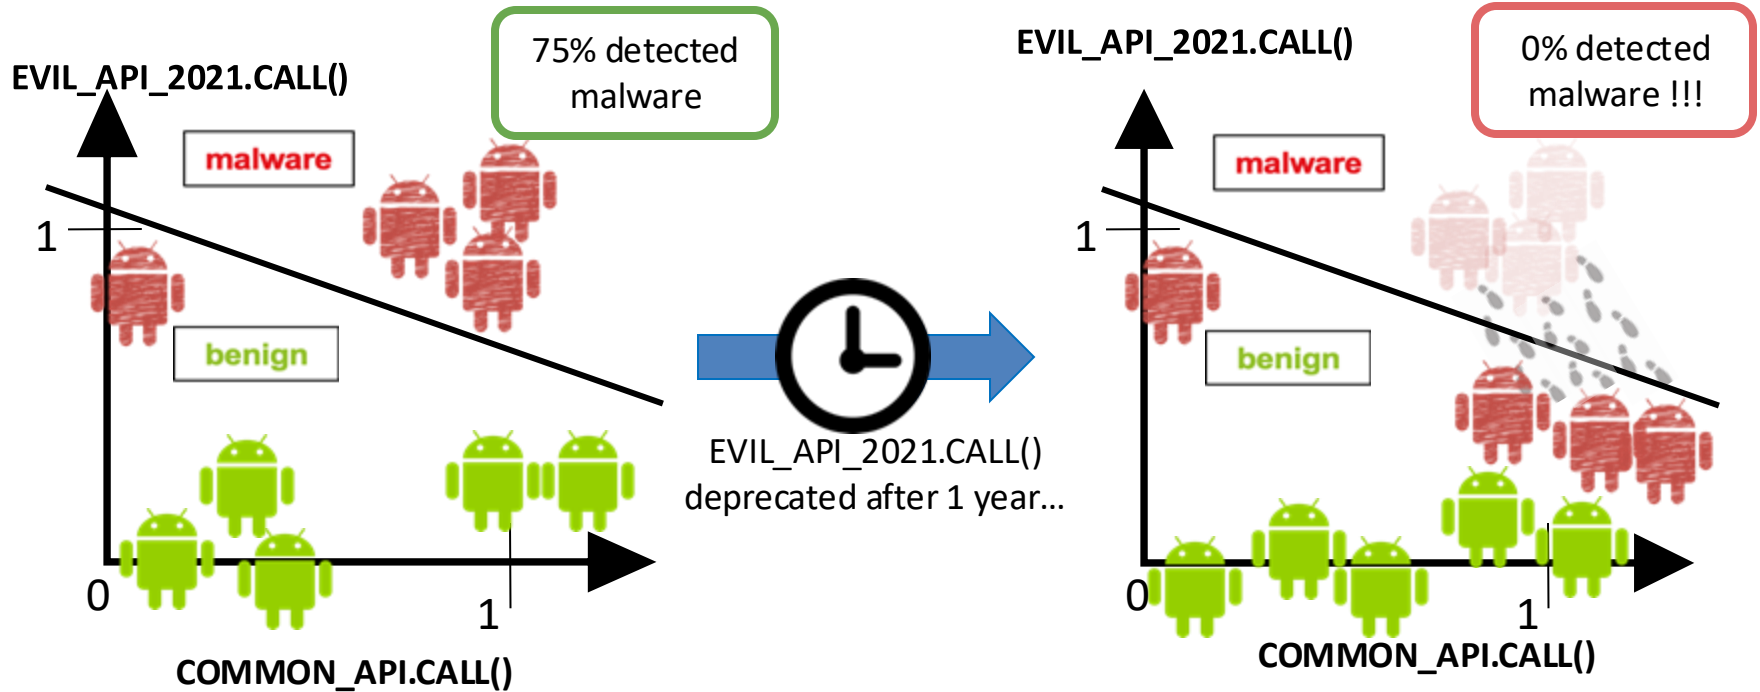 EVIL_API_2021.CALL()
75% detected
malware
malware
1
benign
0
1
COMMON_API.CALL()
EVIL_API_2021.CALL()
deprecated after 1 year...
EVIL_API_2021.CALL()
0% detected
malware !!!
malware
1
benign
0
1
COMMON_API.CALL()